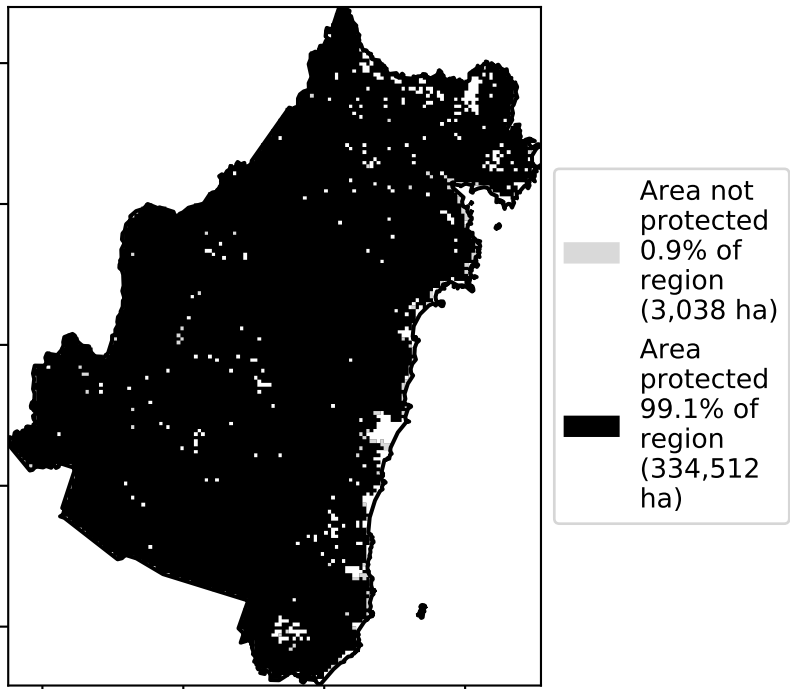 Area not
protected
0.9% of
region
(3,038 ha)
Area
protected
99.1% of
region
(334,512
ha)